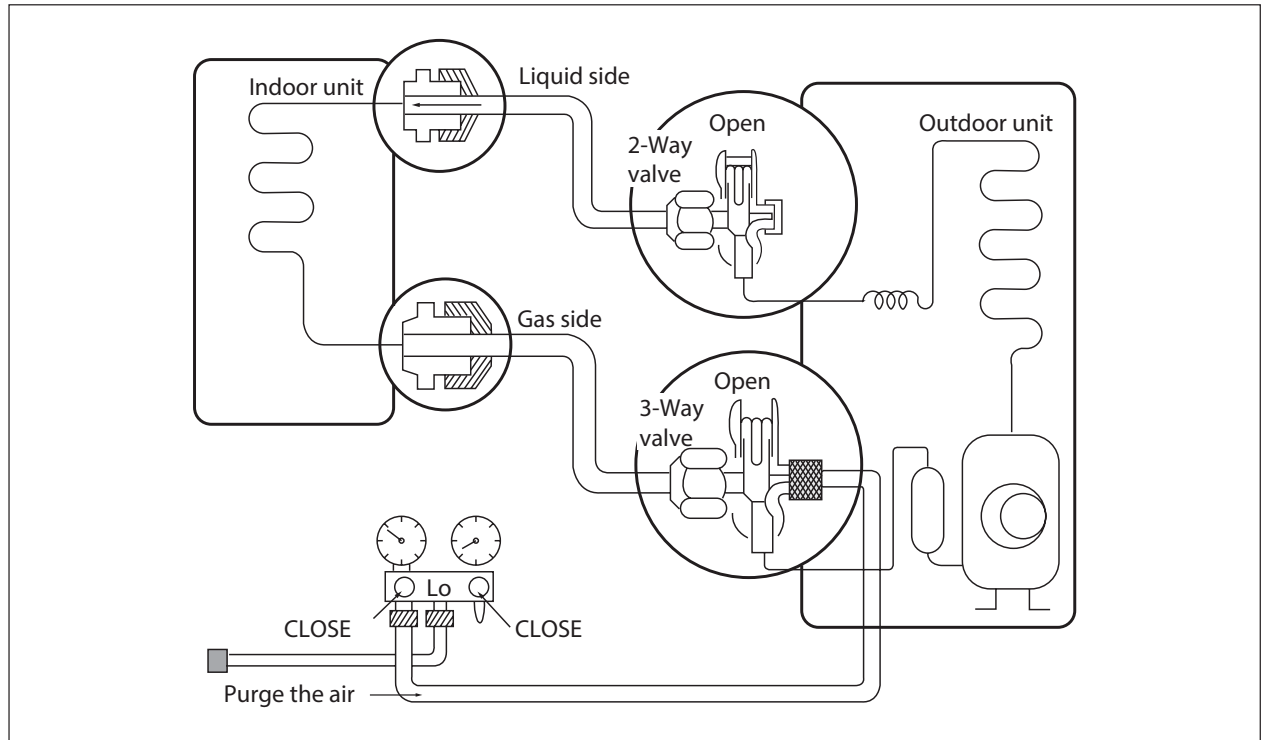 Indoor unit
Liquid side
2-Way
valve
Open
Outdoor unit
Gas side
3-Way
valve
Open
Lo
CLOSE
CLOSE
Purge the air